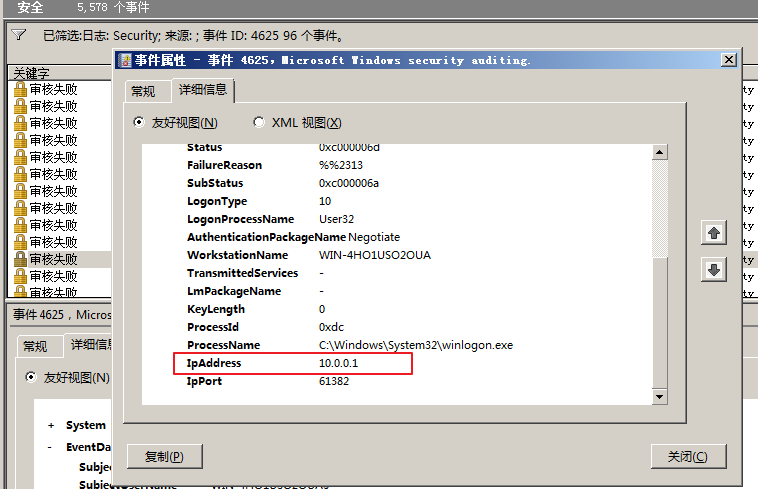 安全 5,578 个事件
已筛选:日志: Security; 来源: ; 事件 ID: 4625 96 个事件。
关键字
审核失败
审核失败
审核失败
审核失败
审核失败
审核失败
审核失败
审核失败
审核失败
审核失败
审核失败
审核失败
审核失败
事件属性 - 事件 4625，Microsoft Windows security auditing.
常规 详细信息
友好视图(N) XML 视图(X)
Status 0xc000006d
FailureReason %%2313
SubStatus 0xc000006a
LogonType 10
LogonProcessName User32
AuthenticationPackageName Negotiate
WorkstationName WIN-4HO1USO2OUA
TransmittedServices -
LmPackageName -
KeyLength 0
ProcessId 0xdc
ProcessName C:\Windows\System32\winlogon.exe
IpAddress 10.0.0.1
IpPort 61382
复制(P) 关闭(C)
事件 4625，Micros
常规 详细信息
友好视图(N)
+ System
- EventDa
Subje